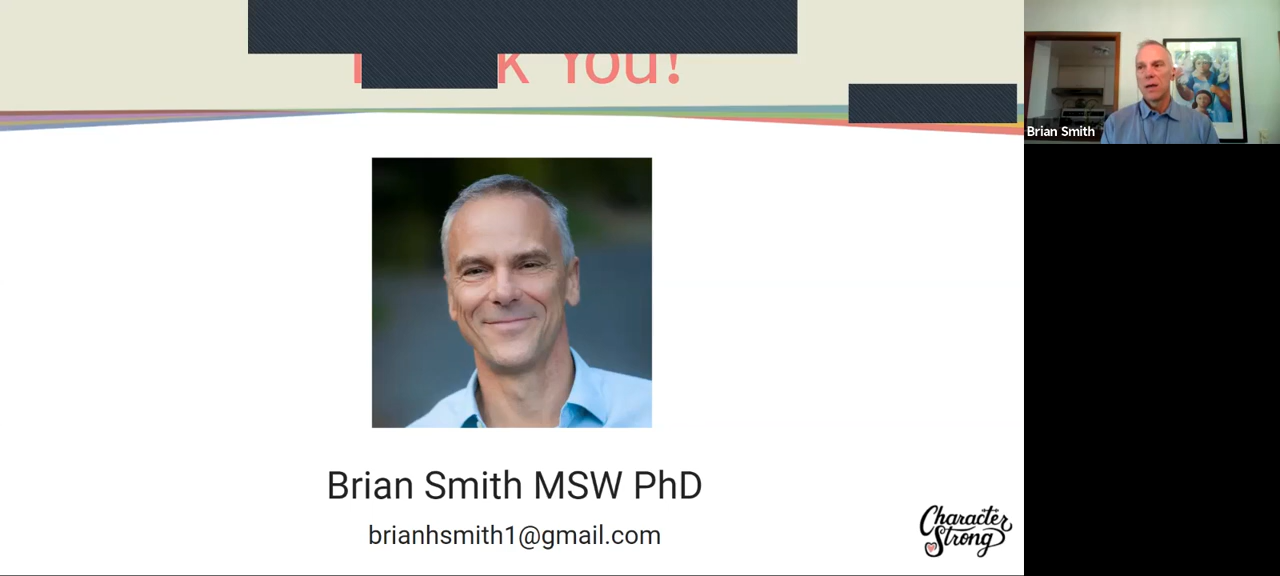 You!
Brian Smith
Brian Smith MSW PhD
brianhsmith1@gmail.com
Character
Strong